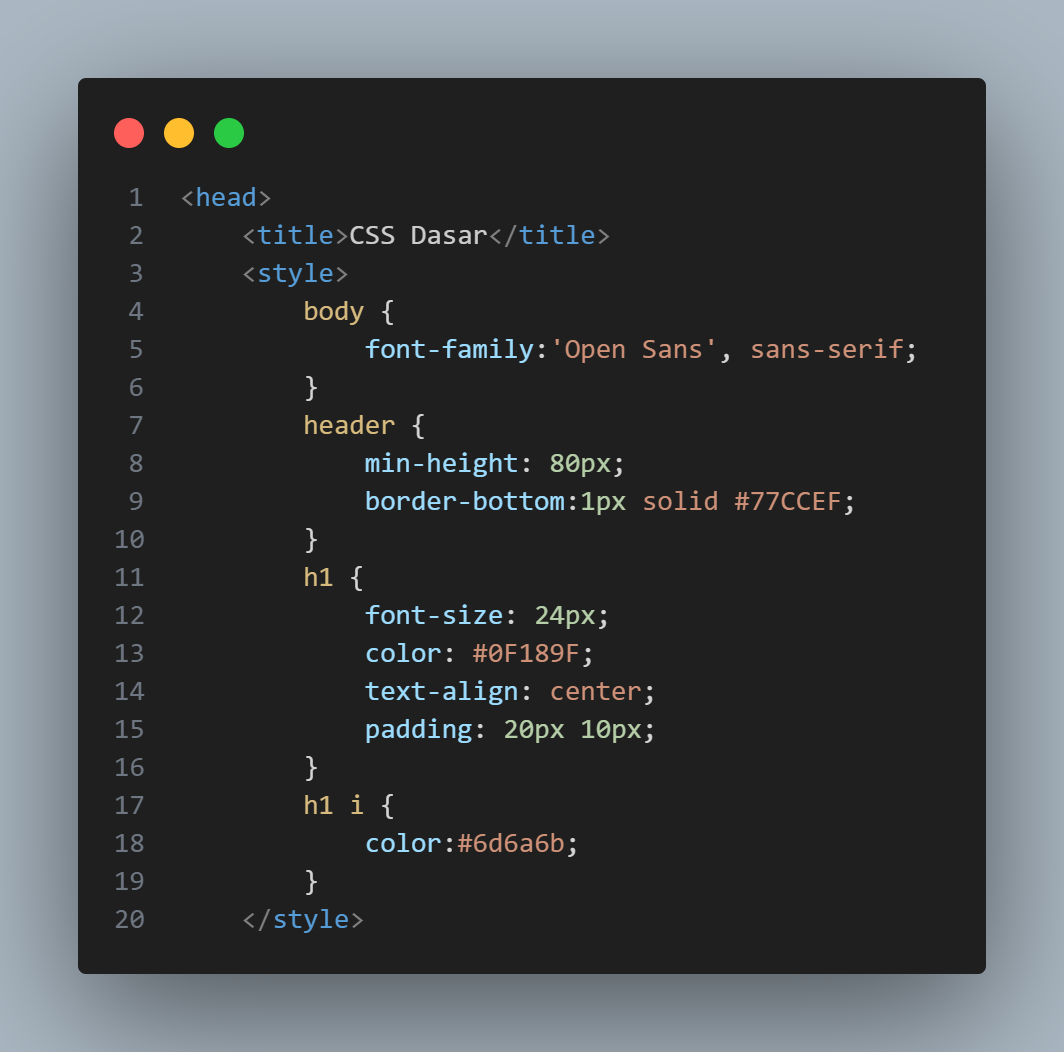 1 <head>
2     <title>CSS Dasar</title>
3     <style>
4         body {
5             font-family:'Open Sans', sans-serif;
6         }
7         header {
8             min-height: 80px;
9             border-bottom:1px solid #77CCEF;
10         }
11         h1 {
12             font-size: 24px;
13             color: #0F189F;
14             text-align: center;
15             padding: 20px 10px;
16         }
17         h1 i {
18             color:#6d6a6b;
19         }
20     </style>